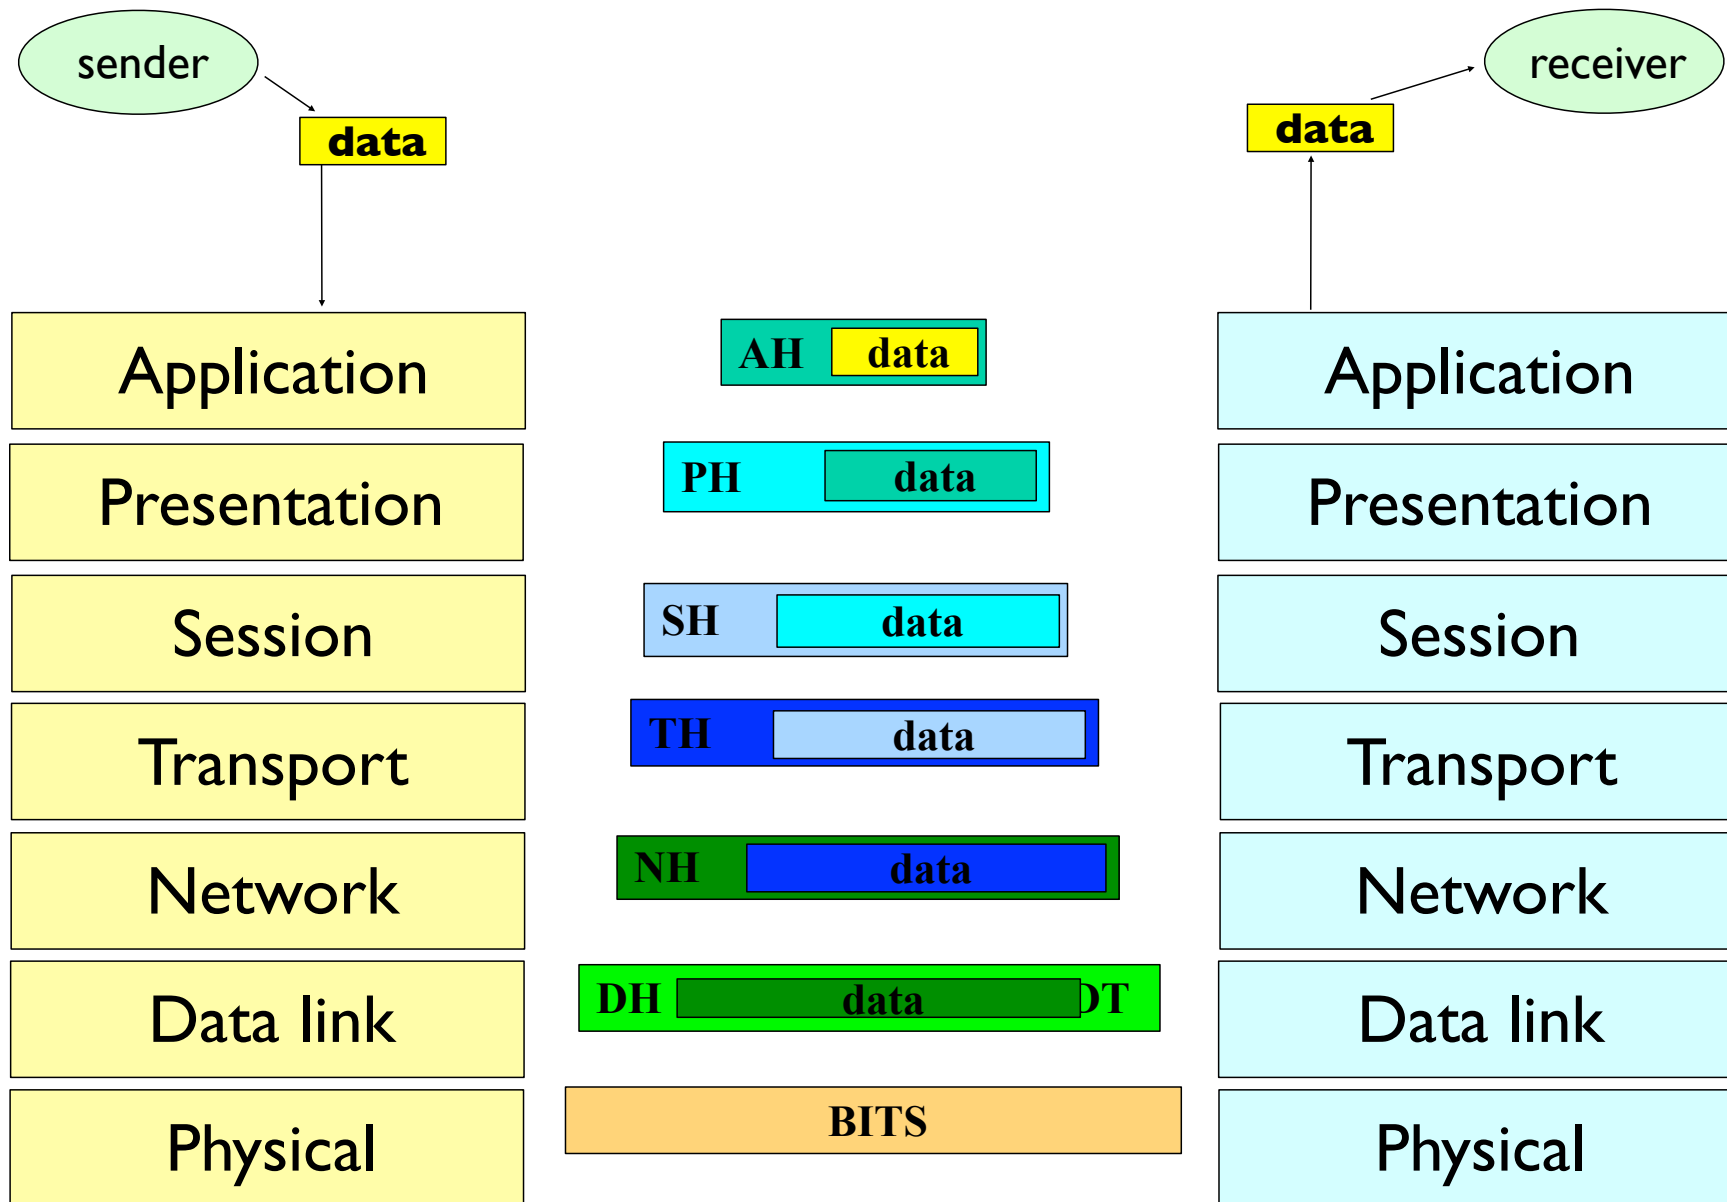 sender
receiver
data
data
Application
AH data
Application
Presentation
PH data
Presentation
Session
SH data
Session
Transport
TH data
Transport
Network
NH data
Network
Data link
DH data DT
Data link
Physical
BITS
Physical